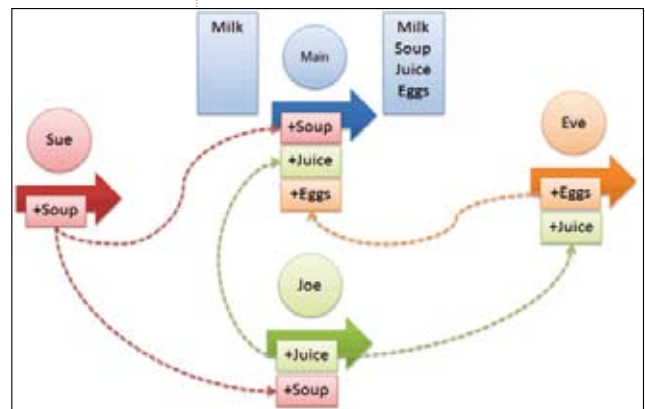 Milk
Main
Milk
Soup
Juice
Eggs
Sue
+Soup
+Soup
+Juice
+Eggs
Eve
+Eggs
+Juice
Joe
+Juice
+Soup